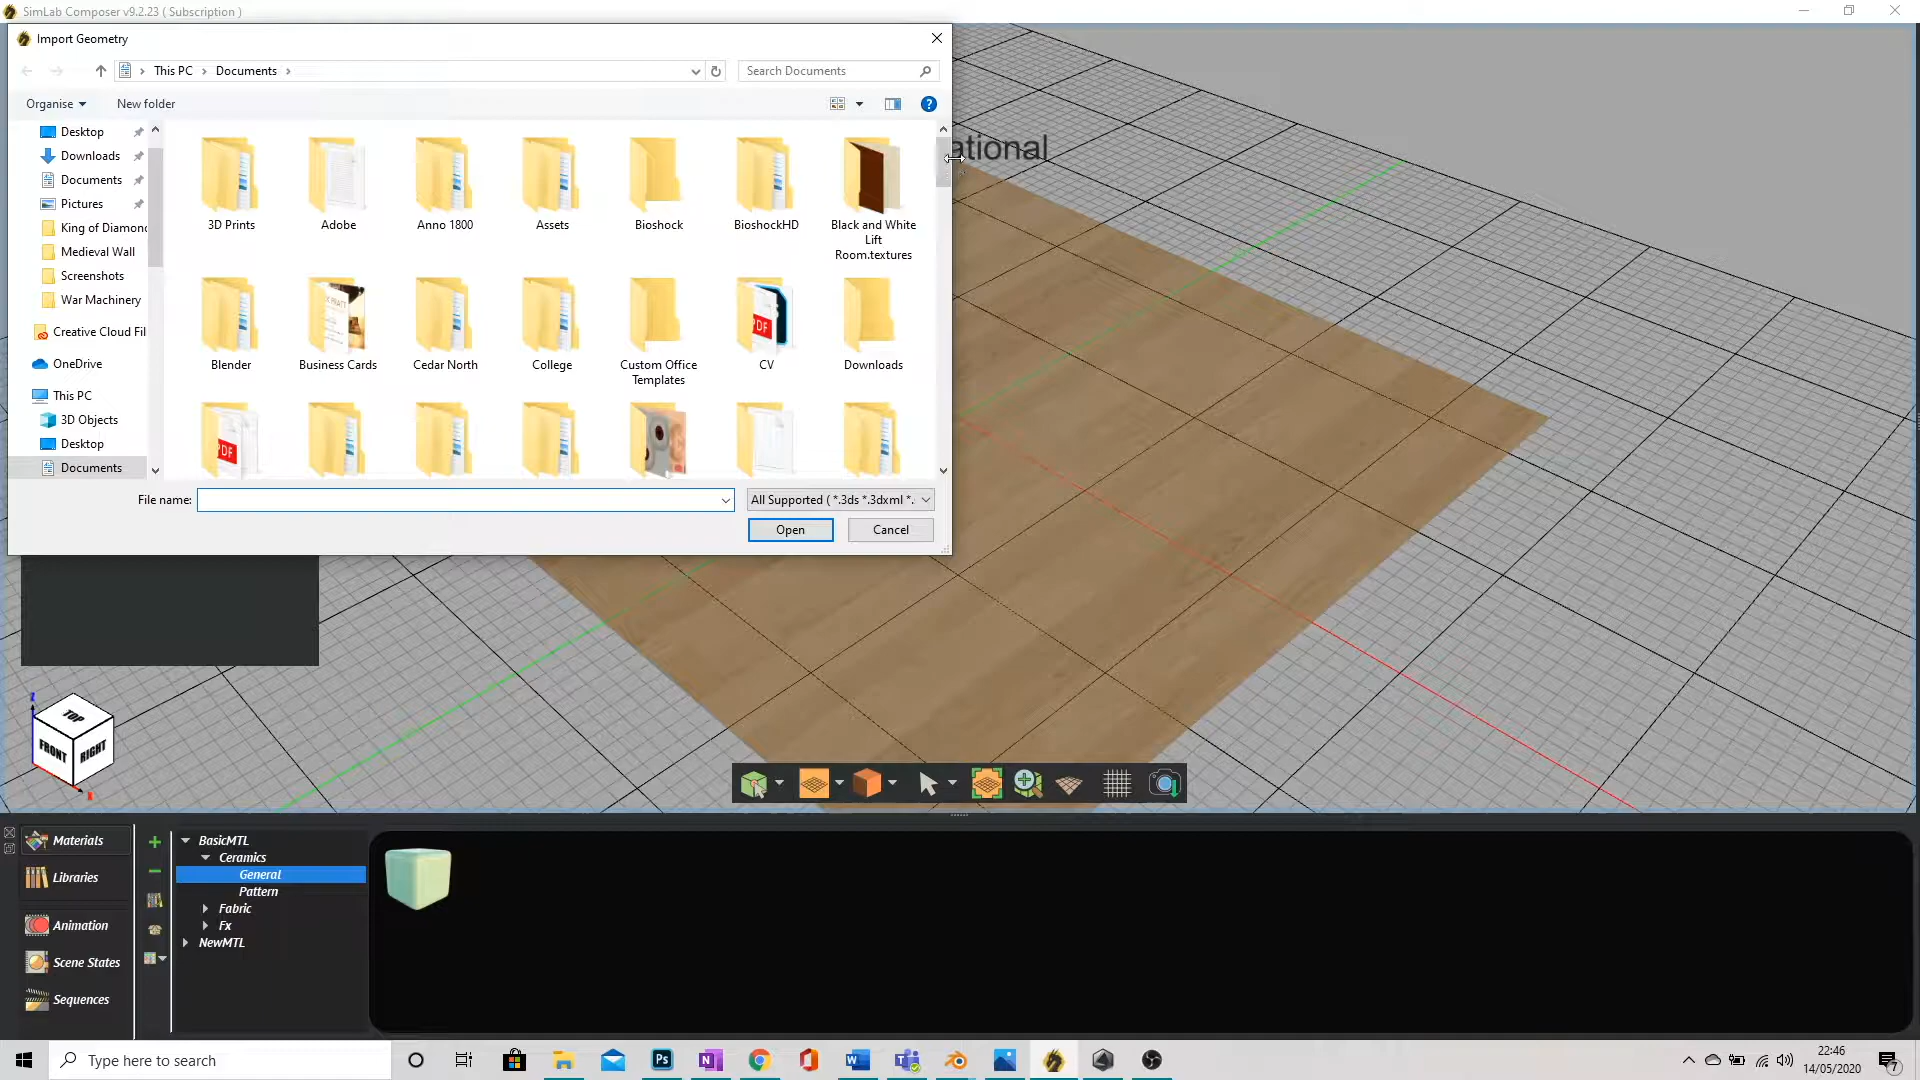 SimLab Composer v9.2.23 ( Subscription )
Import Geometry
This PC
Documents
Search Documents
Organise
New folder
Desktop
Downloads
Documents
Pictures
King of Diamon
Medieval Wall
Screenshots
War Machinery
Creative Cloud Fil
OneDrive
This PC
3D Objects
Desktop
Documents
3D Prints
Adobe
Anno 1800
Assets
Bioshock
BioshockHD
Black and White
Lift
Room.textures
Blender
Business Cards
Cedar North
College
Custom Office
Templates
CV
Downloads
PDF
PDF
File name:
All Supported ( *.3ds *.3dxml *.
Open
Cancel
ational
TOP
FRONT
RIGHT
Z
X
Materials
Libraries
Animation
Scene States
Sequences
BasicMTL
Ceramics
General
Pattern
Fabric
Fx
NewMTL
Type here to search
Ps
22:46
14/05/2020
7